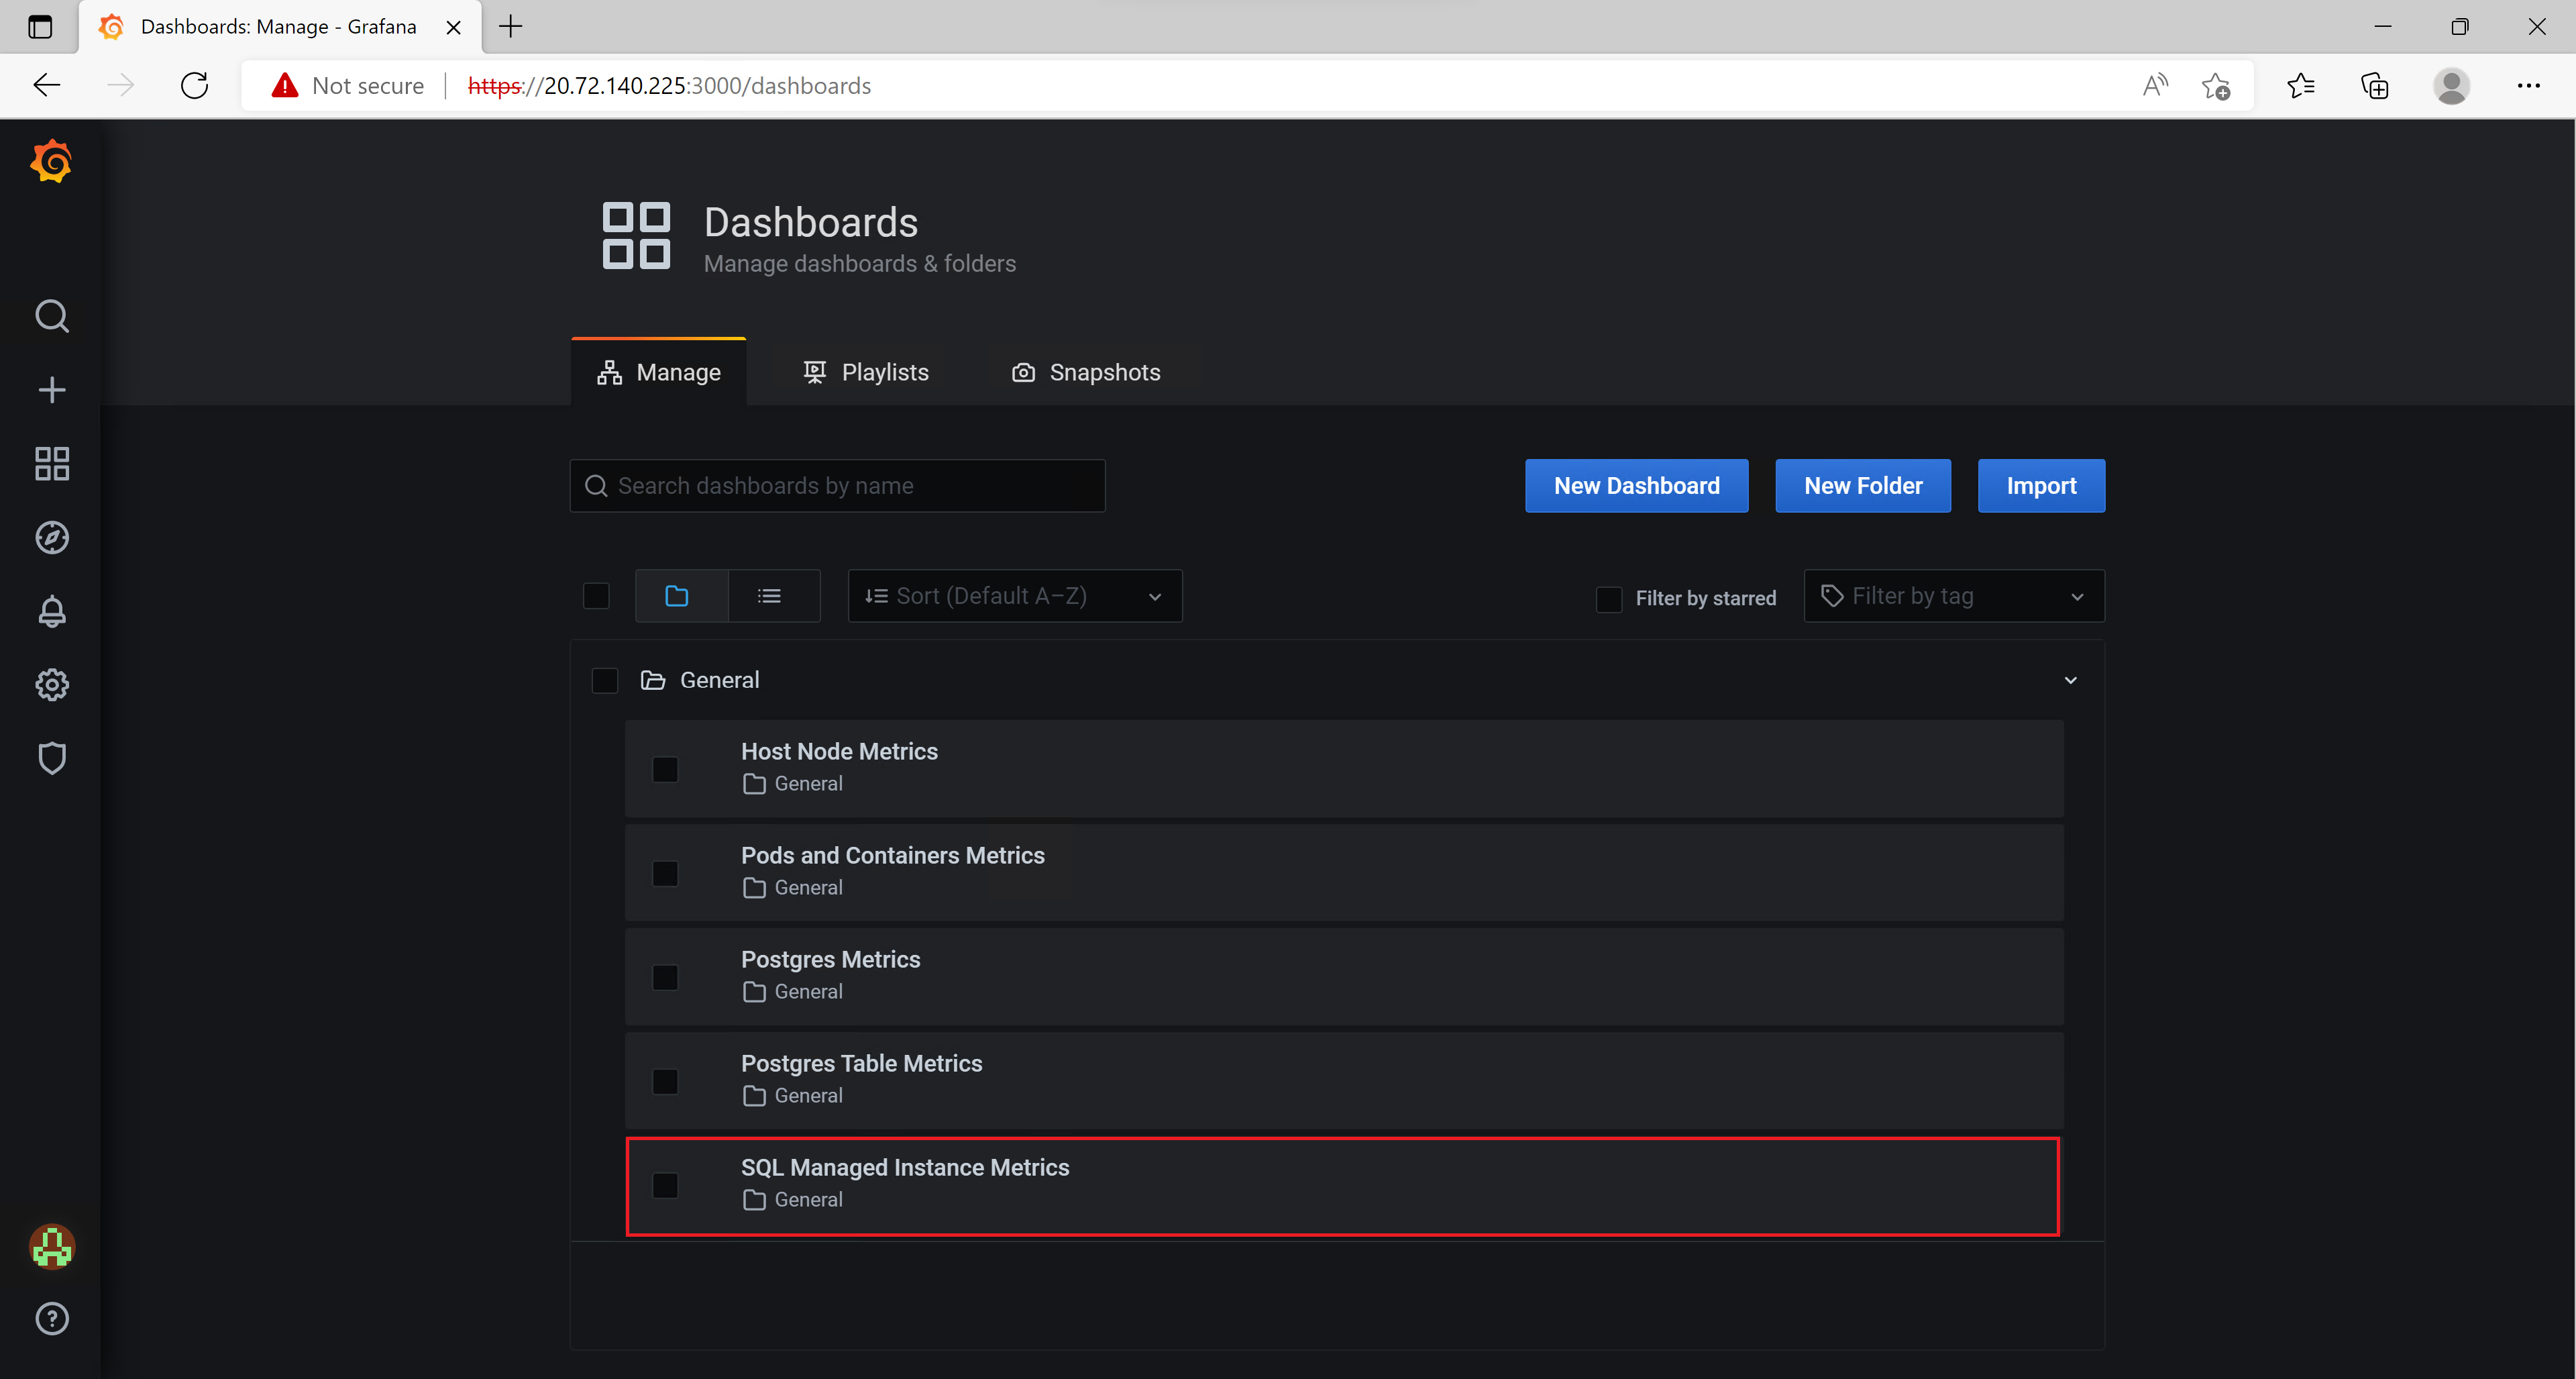 Dashboards: Manage - Grafana
Not secure
https://20.72.140.225:3000/dashboards
Dashboards
Manage dashboards & folders
Manage
Playlists
Snapshots
Search dashboards by name
New Dashboard
New Folder
Import
Sort (Default A–Z)
Filter by starred
Filter by tag
General
Host Node Metrics
General
Pods and Containers Metrics
General
Postgres Metrics
General
Postgres Table Metrics
General
SQL Managed Instance Metrics
General